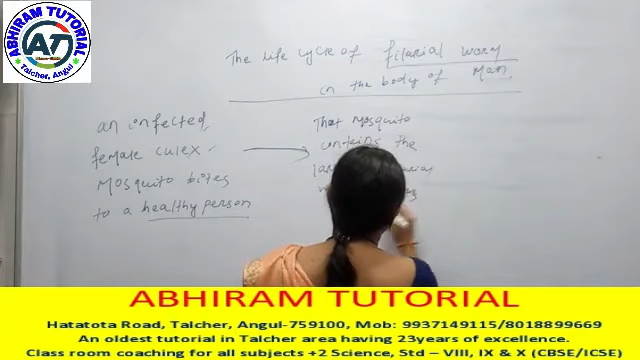 ABHIRAM TUTORIAL
AT
Talcher, Angul
The life cycle of filarial worm
in the body of Man.
an infected
female culex
Mosquito bites
to a healthy person
That Mosquito
contains the
ABHIRAM TUTORIAL
Hatatota Road, Talcher, Angul-759100, Mob: 9937149115/8018899669
An oldest tutorial in Talcher area having 23years of excellence.
Class room coaching for all subjects +2 Science, Std – VIII, IX & X (CBSE/ICSE)